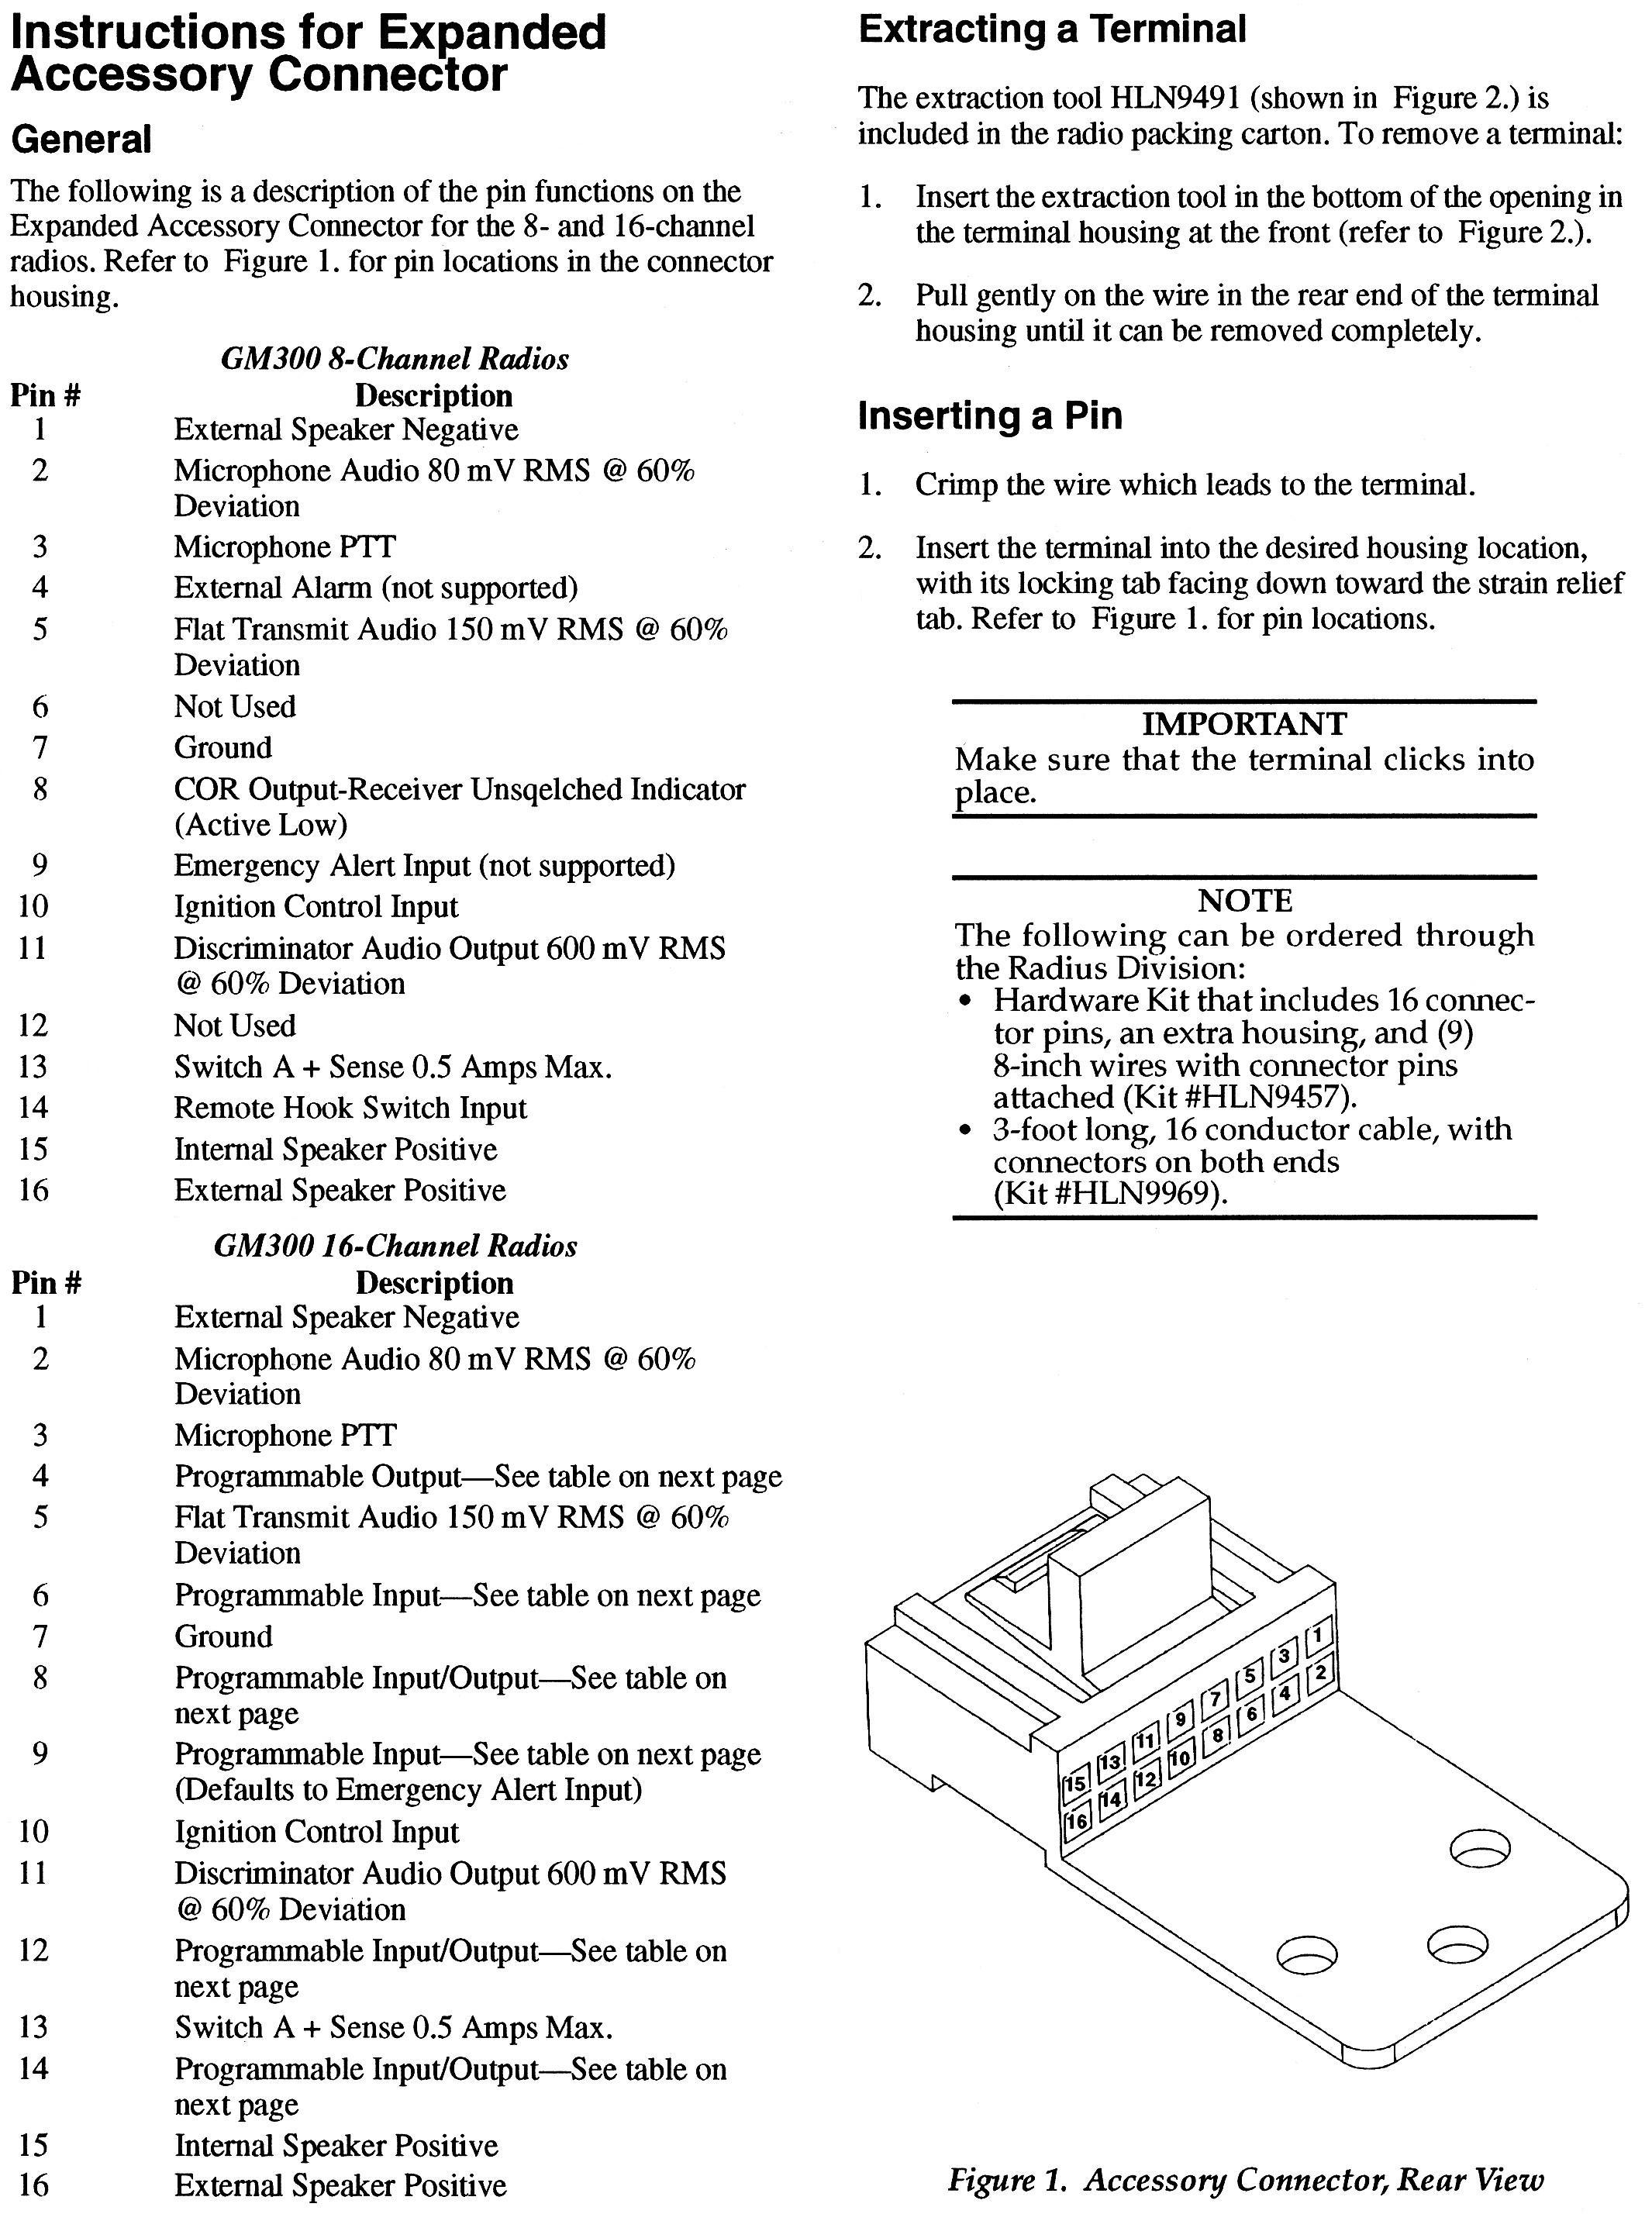 Instructions for Expanded
Accessory Connector
General
The following is a description of the pin functions on the
Expanded Accessory Connector for the 8- and 16-channel
radios. Refer to Figure 1. for pin locations in the connector
housing.
GM300 8-Channel Radios
Pin # Description
1 External Speaker Negative
2 Microphone Audio 80 mV RMS @ 60%
Deviation
3 Microphone PTT
4 External Alarm (not supported)
5 Flat Transmit Audio 150 mV RMS @ 60%
Deviation
6 Not Used
7 Ground
8 COR Output-Receiver Unsqelched Indicator
(Active Low)
9 Emergency Alert Input (not supported)
10 Ignition Control Input
11 Discriminator Audio Output 600 mV RMS
@ 60% Deviation
12 Not Used
13 Switch A + Sense 0.5 Amps Max.
14 Remote Hook Switch Input
15 Internal Speaker Positive
16 External Speaker Positive
GM300 16-Channel Radios
Pin # Description
1 External Speaker Negative
2 Microphone Audio 80 mV RMS @ 60%
Deviation
3 Microphone PTT
4 Programmable Output—See table on next page
5 Flat Transmit Audio 150 mV RMS @ 60%
Deviation
6 Programmable Input—See table on next page
7 Ground
8 Programmable Input/Output—See table on
next page
9 Programmable Input—See table on next page
(Defaults to Emergency Alert Input)
10 Ignition Control Input
11 Discriminator Audio Output 600 mV RMS
@ 60% Deviation
12 Programmable Input/Output—See table on
next page
13 Switch A + Sense 0.5 Amps Max.
14 Programmable Input/Output—See table on
next page
15 Internal Speaker Positive
16 External Speaker Positive
Extracting a Terminal
The extraction tool HLN9491 (shown in Figure 2.) is
included in the radio packing carton. To remove a terminal:
1. Insert the extraction tool in the bottom of the opening in
the terminal housing at the front (refer to Figure 2.).
2. Pull gently on the wire in the rear end of the terminal
housing until it can be removed completely.
Inserting a Pin
1. Crimp the wire which leads to the terminal.
2. Insert the terminal into the desired housing location,
with its locking tab facing down toward the strain relief
tab. Refer to Figure 1. for pin locations.
IMPORTANT
Make sure that the terminal clicks into
place.
NOTE
The following can be ordered through
the Radius Division:
• Hardware Kit that includes 16 connec-
tor pins, an extra housing, and (9)
8-inch wires with connector pins
attached (Kit #HLN9457).
• 3-foot long, 16 conductor cable, with
connectors on both ends
(Kit #HLN9969).
15 13 11 9 7 5 3 1
16 14 12 10 8 6 4 2
Figure 1. Accessory Connector, Rear View